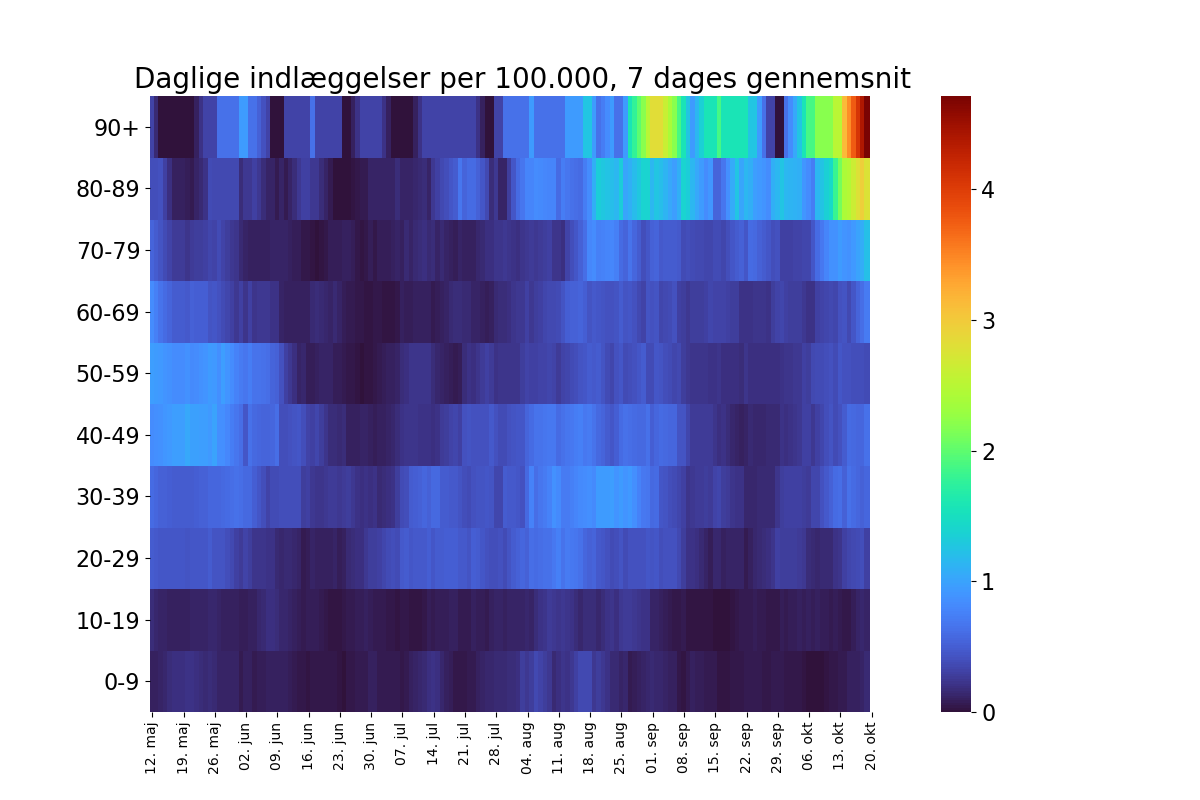 Daglige indlæggelser per 100.000, 7 dages gennemsnit
90+
80-89
70-79
60-69
50-59
40-49
30-39
20-29
10-19
0-9
4
3
2
1
0
12. maj
19. maj
26. maj
02. jun
09. jun
16. jun
23. jun
30. jun
07. jul
14. jul
21. jul
28. jul
04. aug
11. aug
18. aug
25. aug
01. sep
08. sep
15. sep
22. sep
29. sep
06. okt
13. okt
20. okt